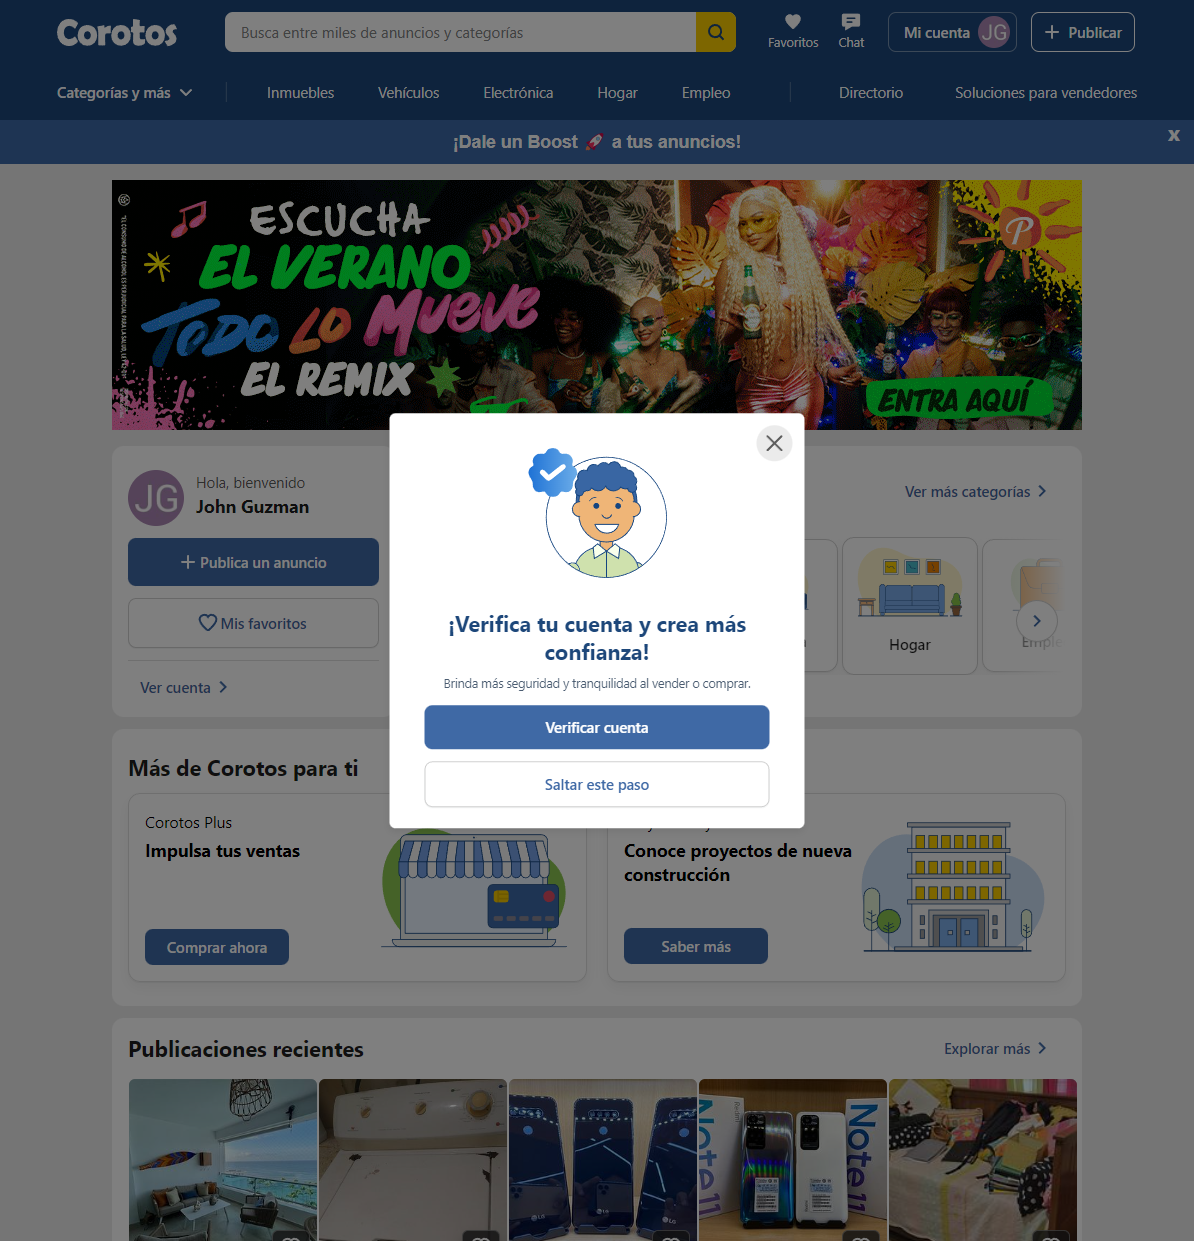 Corotos
Busca entre miles de anuncios y categorías
Favoritos
Chat
Mi cuenta
JG
Publicar
Categorías y más
Inmuebles
Vehículos
Electrónica
Hogar
Empleo
Directorio
Soluciones para vendedores
¡Dale un Boost 🚀 a tus anuncios!
x
ESCUCHA
EL VERANO
TODO LO MUEVE
EL REMIX
P
ENTRA AQUÍ
JG
Hola, bienvenido
John Guzman
Publica un anuncio
Mis favoritos
Ver cuenta
Ver más categorías
Hogar
¡Verifica tu cuenta y crea más
confianza!
Brinda más seguridad y tranquilidad al vender o comprar.
Verificar cuenta
Saltar este paso
Más de Corotos para ti
Corotos Plus
Impulsa tus ventas
Comprar ahora
Conoce proyectos de nueva
construcción
Saber más
Publicaciones recientes
Explorar más
LG
LG
LG
Note 11
Note 11